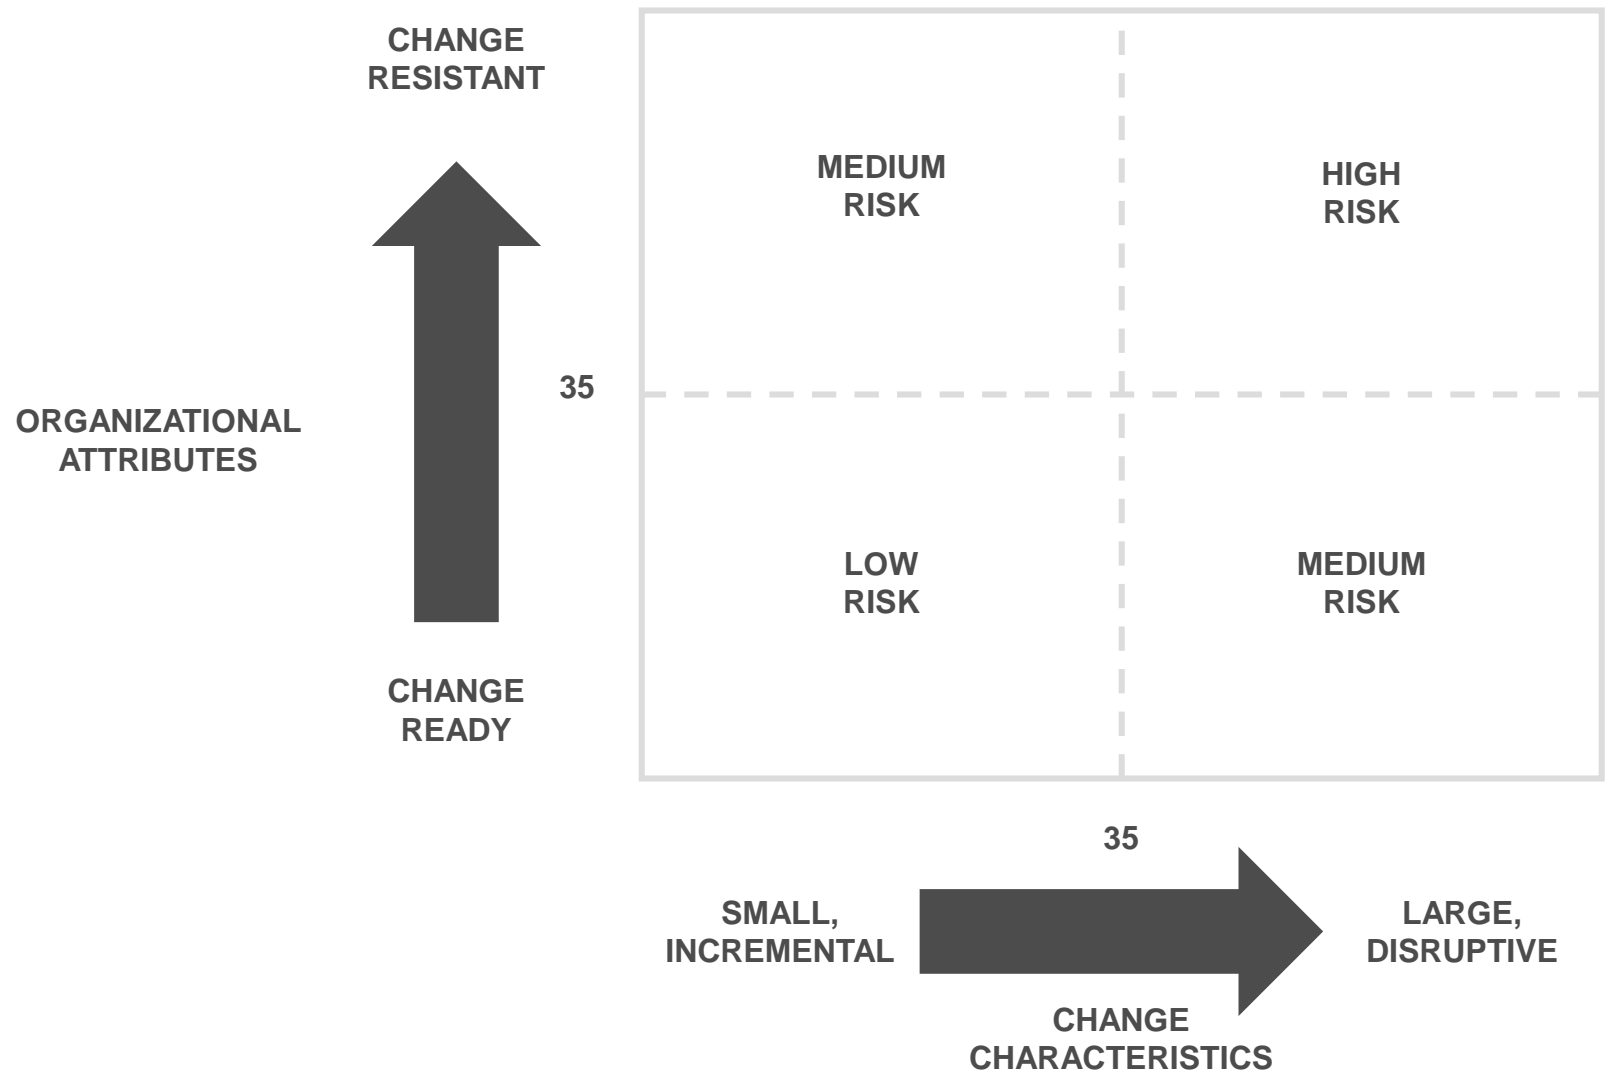 CHANGE
RESISTANT
MEDIUM
RISK
HIGH
RISK
35
ORGANIZATIONAL
ATTRIBUTES
LOW
RISK
MEDIUM
RISK
CHANGE
READY
35
SMALL,
INCREMENTAL
LARGE,
DISRUPTIVE
CHANGE
CHARACTERISTICS